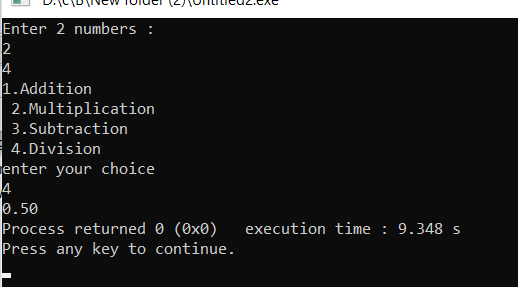 D:\c\B\New folder (2)\Untitled2.exe
Enter 2 numbers :
2
4
1.Addition
 2.Multiplication
 3.Subtraction
 4.Division
enter your choice
4
0.50
Process returned 0 (0x0)   execution time : 9.348 s
Press any key to continue.